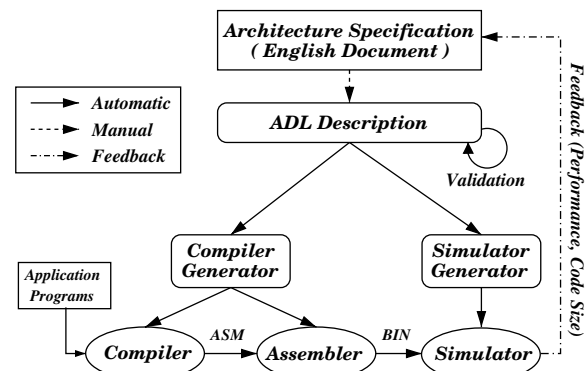 Architecture Specification
( English Document )
Automatic
Manual
Feedback
ADL Description
Validation
Feedback (Performance, Code Size)
Compiler
Generator
Simulator
Generator
Application
Programs
Compiler
ASM
Assembler
BIN
Simulator